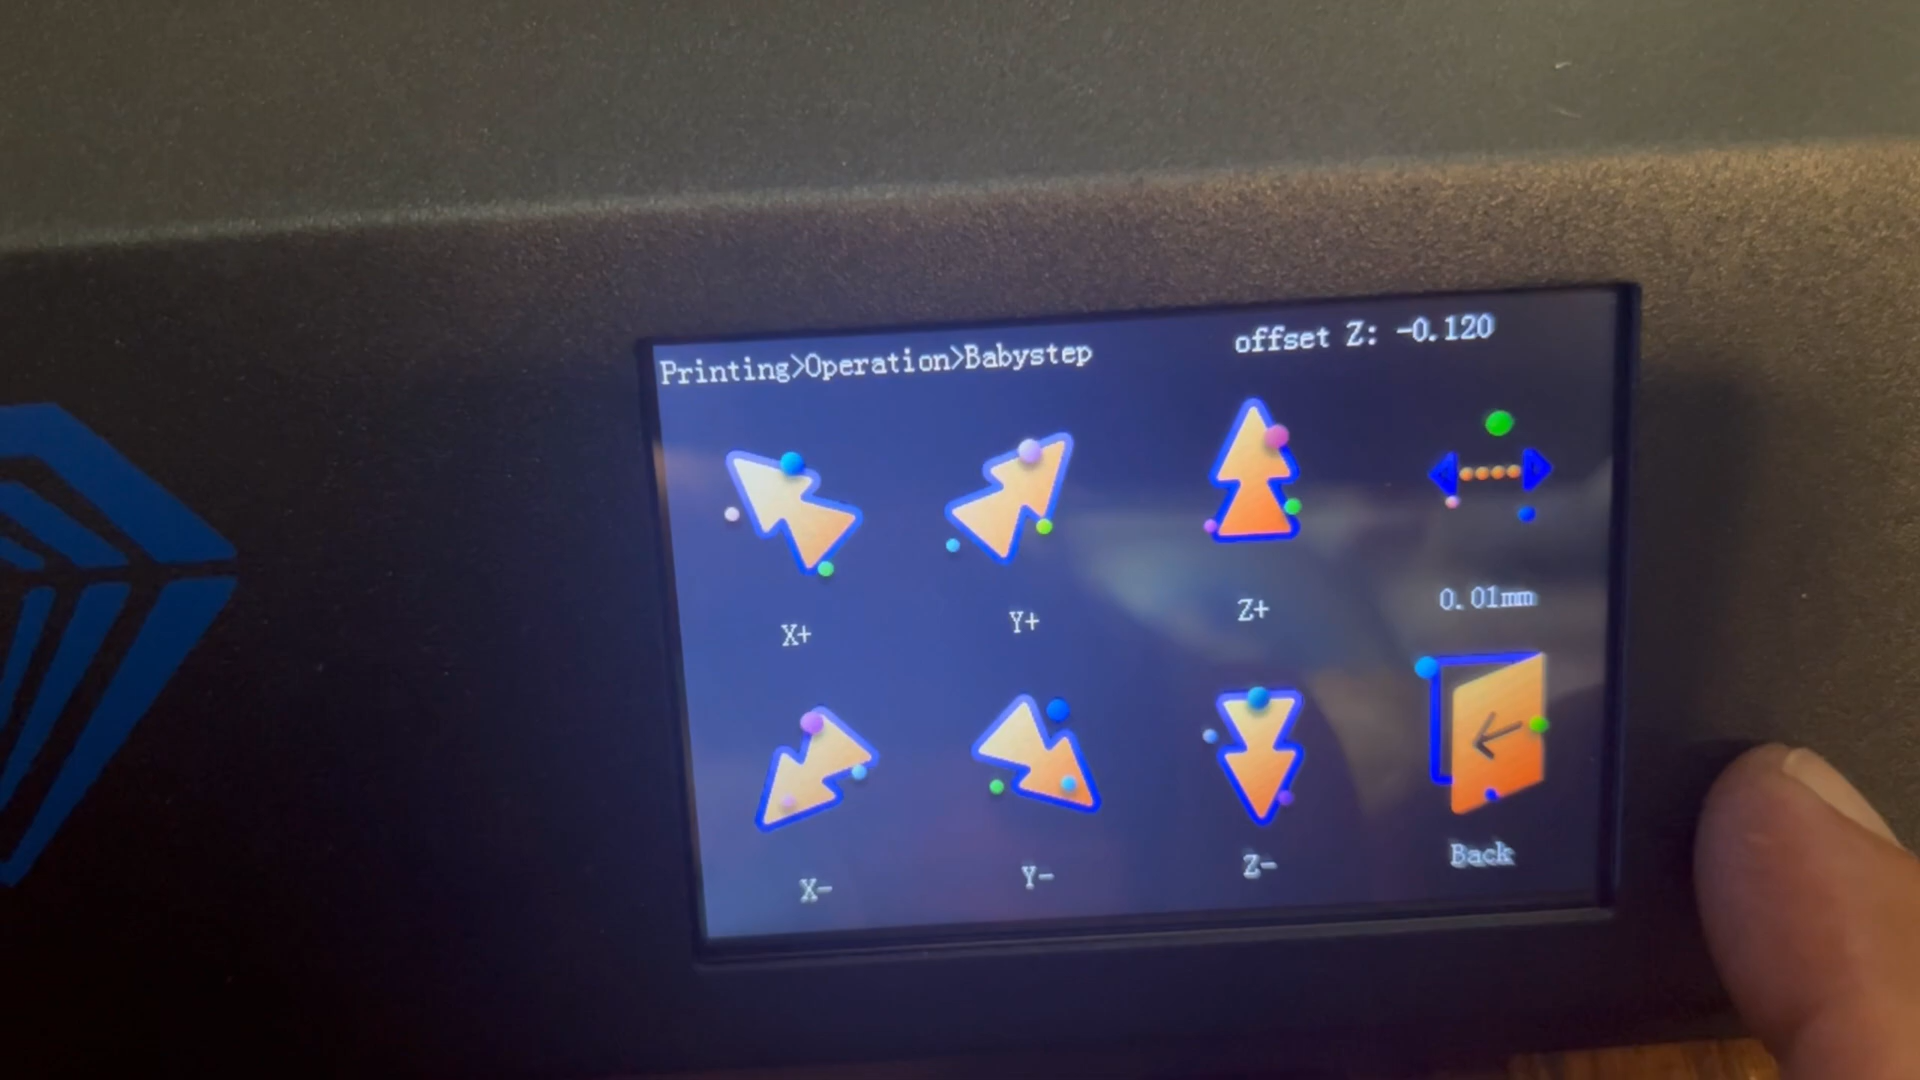 Printing>Operation>Babystep
offset Z: -0.120
X+
Y+
Z+
0.01mm
X-
Y-
Z-
Back